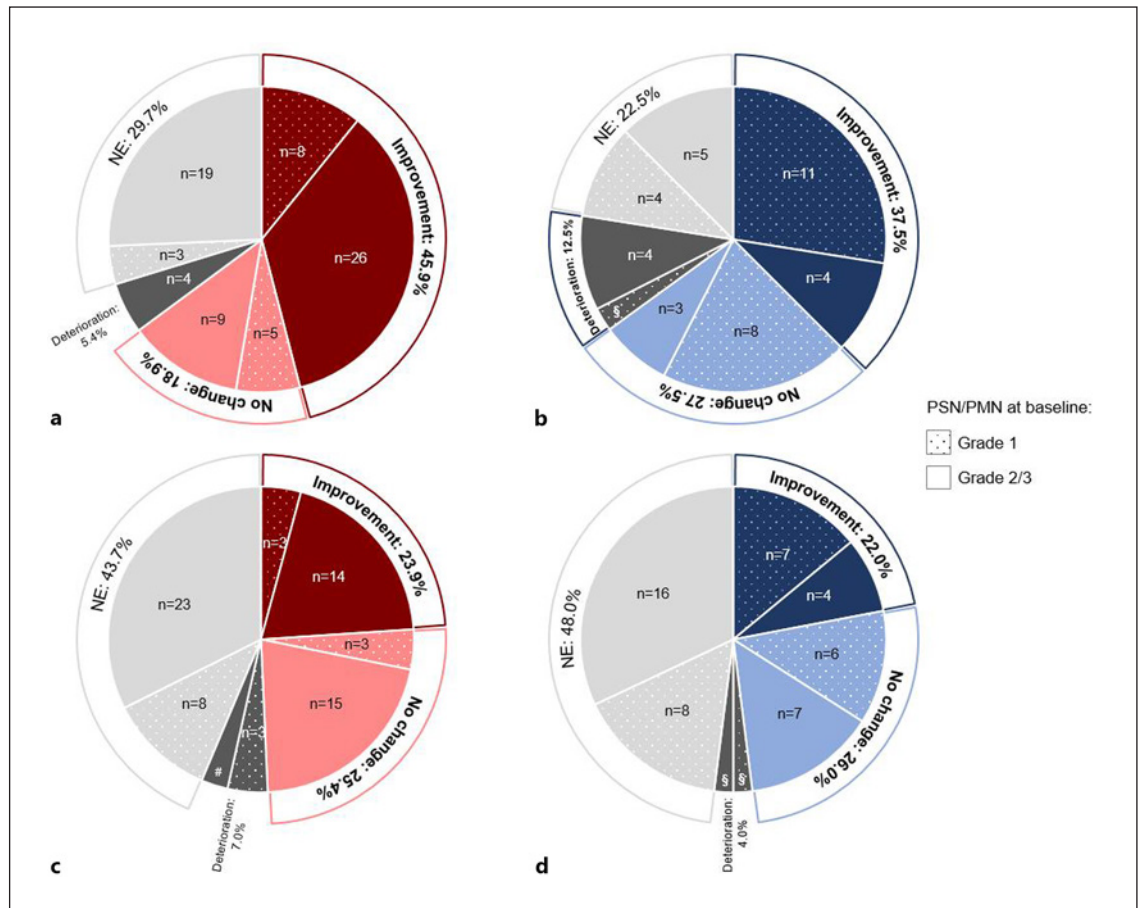 NE: 29.7%
Improvement: 45.9%
n=8
n=19
n=26
n=3
n=4
n=9
n=5
Deterioration:
5.4%
No change: 18.9%
a
NE: 22.5%
Improvement: 37.5%
n=5
n=11
n=4
Deterioration: 12.5%
n=4
n=4
§
n=3
n=8
No change: 27.5%
b
PSN/PMN at baseline:
Grade 1
Grade 2/3
NE: 43.7%
Improvement: 23.9%
n=3
n=14
n=23
n=3
n=8
n=15
n=3
#
No change: 25.4%
Deterioration:
7.0%
c
NE: 48.0%
Improvement: 22.0%
n=7
n=16
n=4
n=6
n=8
n=7
§
§
No change: 26.0%
Deterioration:
4.0%
d